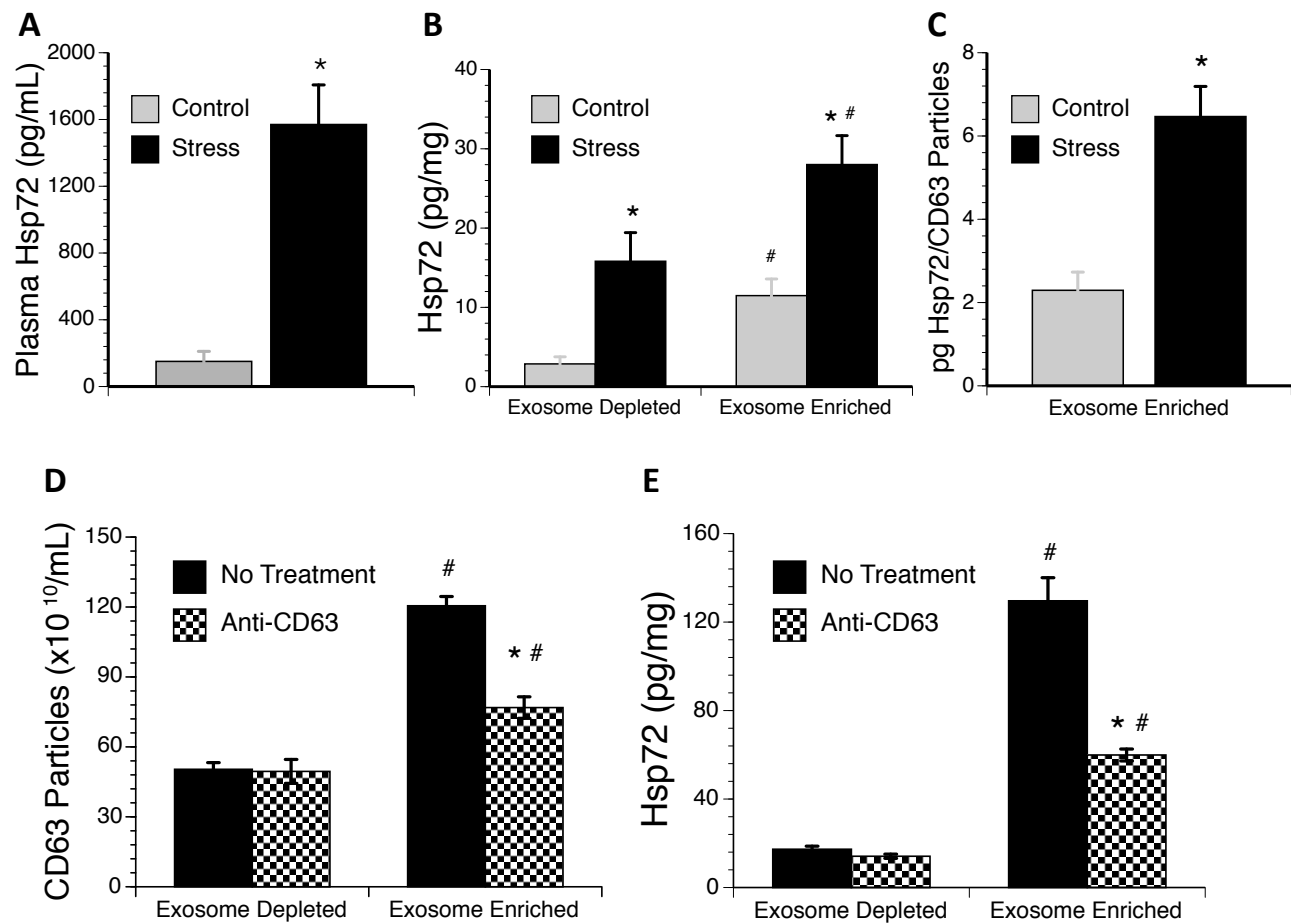 A
Plasma Hsp72 (pg/mL)
2000
1600
1200
800
400
0
Control
Stress
*
B
Hsp72 (pg/mg)
40
30
20
10
0
Control
Stress
*
#
* #
Exosome Depleted
Exosome Enriched
C
pg Hsp72/CD63 Particles
8
6
4
2
0
Control
Stress
*
Exosome Enriched
D
CD63 Particles (x10 10/mL)
150
120
90
60
30
0
No Treatment
Anti-CD63
#
* #
Exosome Depleted
Exosome Enriched
E
Hsp72 (pg/mg)
160
120
80
40
0
No Treatment
Anti-CD63
#
* #
Exosome Depleted
Exosome Enriched